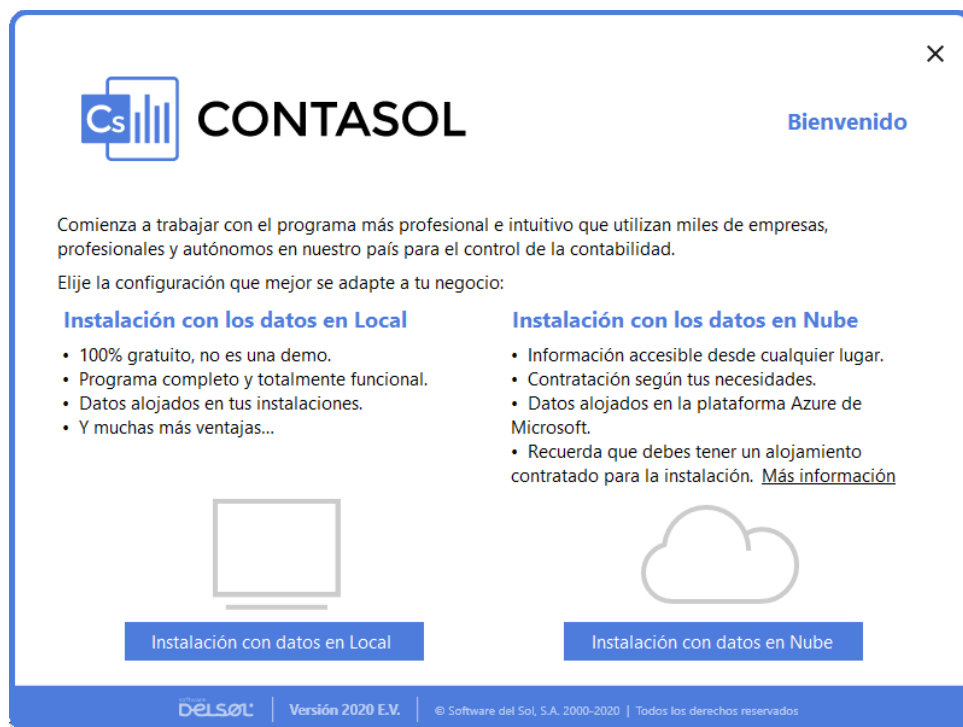 Cs CONTASOL
Bienvenido
Comienza a trabajar con el programa más profesional e intuitivo que utilizan miles de empresas,
profesionales y autónomos en nuestro país para el control de la contabilidad.
Elije la configuración que mejor se adapte a tu negocio:
Instalación con los datos en Local
• 100% gratuito, no es una demo.
• Programa completo y totalmente funcional.
• Datos alojados en tus instalaciones.
• Y muchas más ventajas...
Instalación con los datos en Nube
• Información accesible desde cualquier lugar.
• Contratación según tus necesidades.
• Datos alojados en la plataforma Azure de
Microsoft.
• Recuerda que debes tener un alojamiento
contratado para la instalación. Más información
Instalación con datos en Local
Instalación con datos en Nube
software
DELSOL
Versión 2020 E.V.
© Software del Sol, S.A. 2000-2020 | Todos los derechos reservados